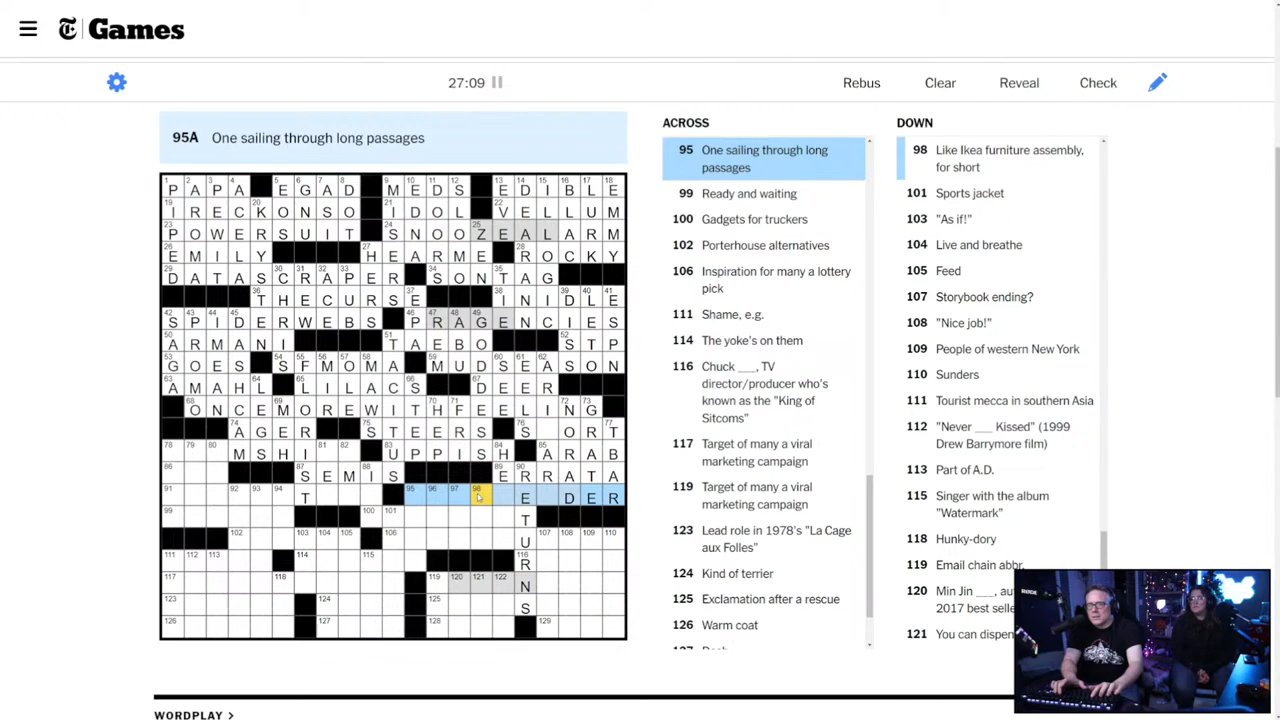 Games
27:09
Rebus
Clear
Reveal
Check
95A One sailing through long passages
ACROSS
95 One sailing through long passages
99 Ready and waiting
100 Gadgets for truckers
102 Porterhouse alternatives
106 Inspiration for many a lottery pick
111 Shame, e.g.
114 The yoke's on them
116 Chuck ___, TV director/producer who's known as the "King of Sitcoms"
117 Target of many a viral marketing campaign
119 Target of many a viral marketing campaign
123 Lead role in 1978's "La Cage aux Folles"
124 Kind of terrier
125 Exclamation after a rescue
126 Warm coat
DOWN
98 Like Ikea furniture assembly, for short
101 Sports jacket
103 "As if!"
104 Live and breathe
105 Feed
107 Storybook ending?
108 "Nice job!"
109 People of western New York
110 Sunders
111 Tourist mecca in southern Asia
112 "Never ___ Kissed" (1999 Drew Barrymore film)
113 Part of A.D.
115 Singer with the album "Watermark"
118 Hunky-dory
119 Email chain abbr.
120 Min Jin ___, 
2017 best
121 You can
PAPA EGAD MEDS EDIBLE
IRECKONSO IDOL VELLUM
POWERSUIT SNOOZEALARM
EMILY HEARME ROCKY
DATASCRAPER SONTAG
THECURSE INIDLE
SPIDERWEBS PRAGENCIES
ARMANI TAEBO STP
GOES SFMOMA MUDSEASON
AMAHL LILACS DEER
ONCEMOREWITHFEELING
AGER STEERS S ORT
MSHI UPPISH ARAB
SEMIS ERRATA
T E DER
T
U
R
N
S
WORDPLAY >